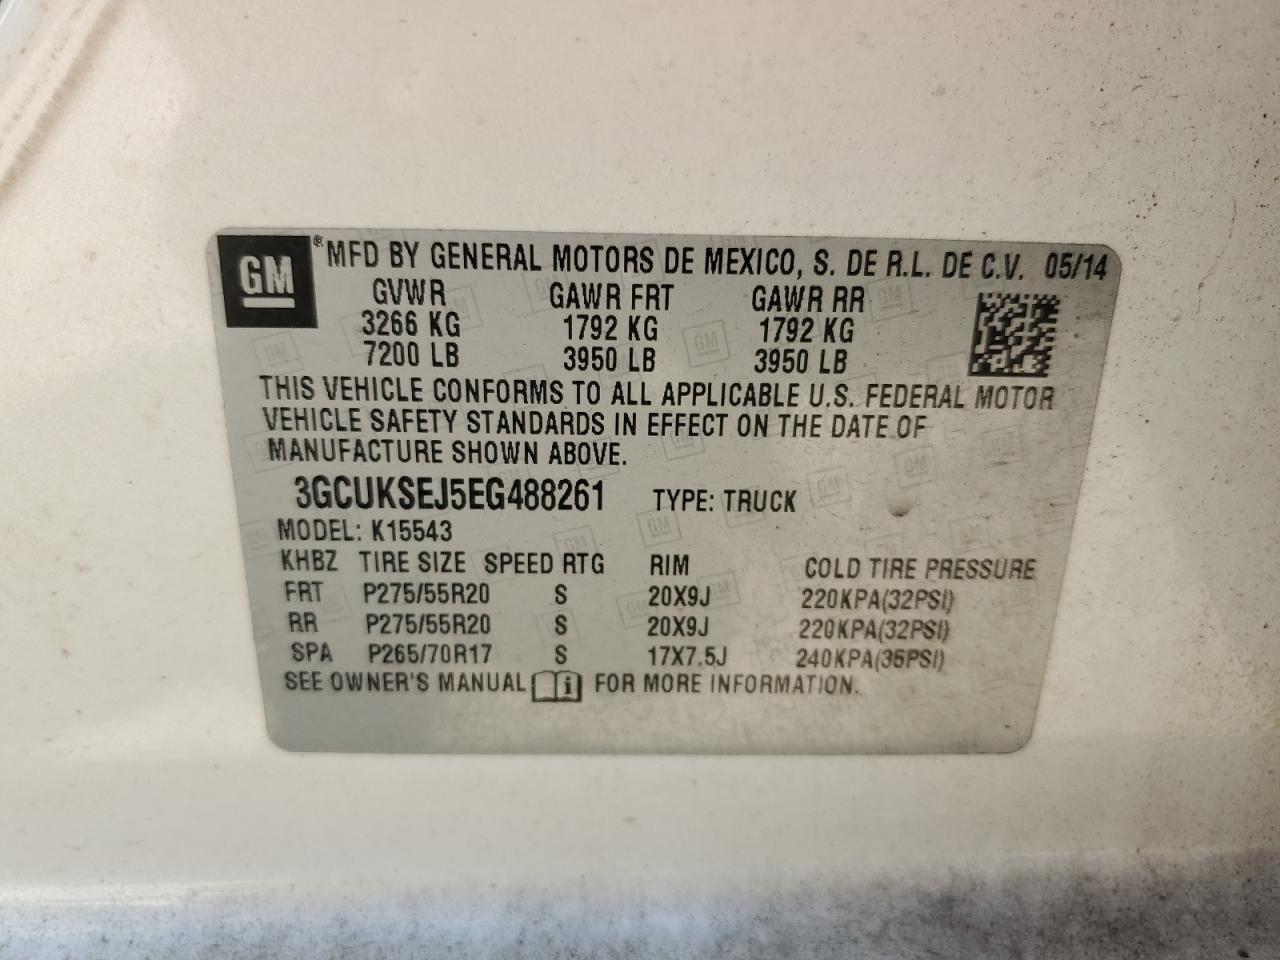 GM ® MFD BY GENERAL MOTORS DE MEXICO, S. DE R.L. DE C.V. 05/14
GVWR GAWR FRT GAWR RR
3266 KG 1792 KG 1792 KG
7200 LB 3950 LB 3950 LB
THIS VEHICLE CONFORMS TO ALL APPLICABLE U.S. FEDERAL MOTOR
VEHICLE SAFETY STANDARDS IN EFFECT ON THE DATE OF
MANUFACTURE SHOWN ABOVE.
3GCUKSEJ5EG488261 TYPE: TRUCK
MODEL: K15543
KHBZ TIRE SIZE SPEED RTG RIM COLD TIRE PRESSURE
FRT P275/55R20 S 20X9J 220KPA(32PSI)
RR P275/55R20 S 20X9J 220KPA(32PSI)
SPA P265/70R17 S 17X7.5J 240KPA(35PSI)
SEE OWNER'S MANUAL i FOR MORE INFORMATION.